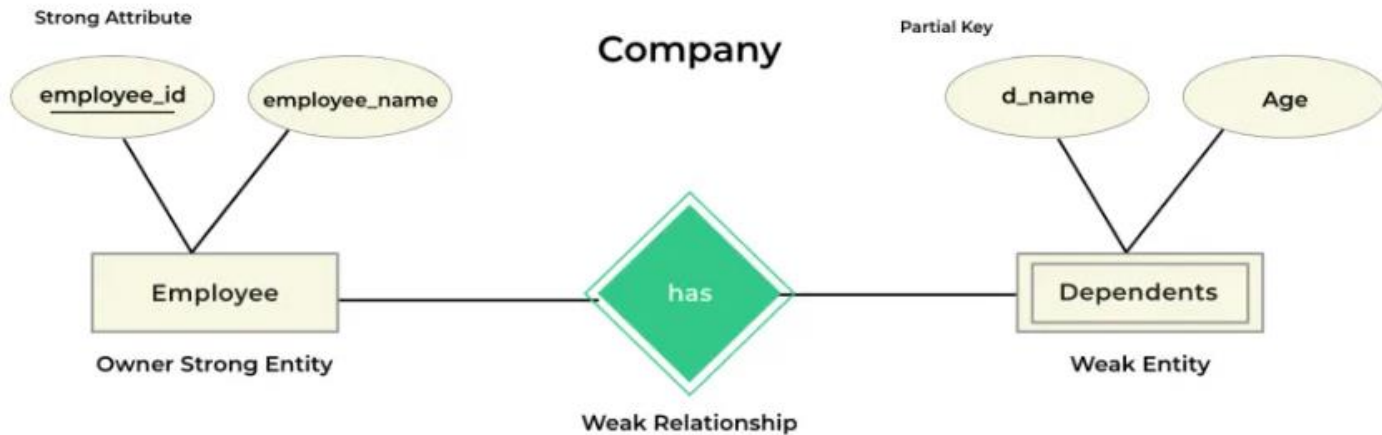 Strong Attribute
Company
Partial Key
employee_id
employee_name
d_name
Age
Employee
has
Dependents
Owner Strong Entity
Weak Entity
Weak Relationship